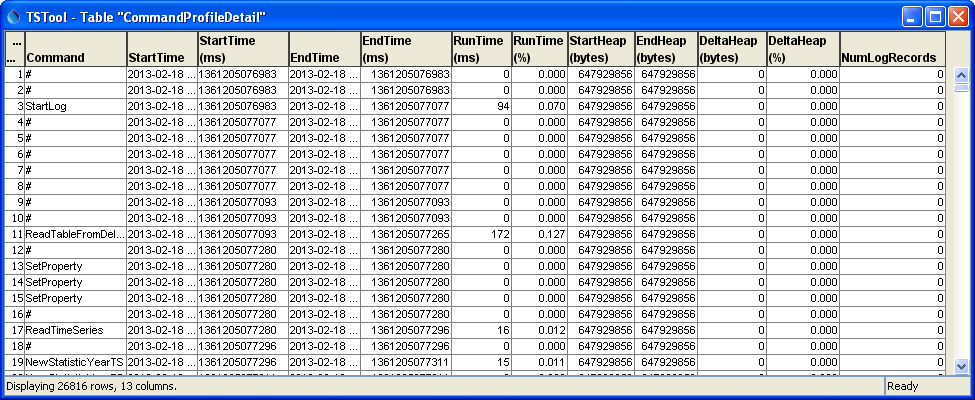 TSTool - Table "CommandProfileDetail"
... StartTime EndTime RunTime RunTime StartHeap EndHeap DeltaHeap DeltaHeap
... Command StartTime (ms) EndTime (ms) (ms) (%) (bytes) (bytes) (bytes) (%) NumLogRecords
1 # 2013-02-18 ... 1361205076983 2013-02-18 ... 1361205076983 0 0.000 647929856 647929856 0 0.000 0
2 # 2013-02-18 ... 1361205076983 2013-02-18 ... 1361205076983 0 0.000 647929856 647929856 0 0.000 0
3 StartLog 2013-02-18 ... 1361205076983 2013-02-18 ... 1361205077077 94 0.070 647929856 647929856 0 0.000 0
4 # 2013-02-18 ... 1361205077077 2013-02-18 ... 1361205077077 0 0.000 647929856 647929856 0 0.000 0
5 # 2013-02-18 ... 1361205077077 2013-02-18 ... 1361205077077 0 0.000 647929856 647929856 0 0.000 0
6 # 2013-02-18 ... 1361205077077 2013-02-18 ... 1361205077077 0 0.000 647929856 647929856 0 0.000 0
7 # 2013-02-18 ... 1361205077077 2013-02-18 ... 1361205077077 0 0.000 647929856 647929856 0 0.000 0
8 # 2013-02-18 ... 1361205077077 2013-02-18 ... 1361205077077 0 0.000 647929856 647929856 0 0.000 0
9 # 2013-02-18 ... 1361205077093 2013-02-18 ... 1361205077093 0 0.000 647929856 647929856 0 0.000 0
10 # 2013-02-18 ... 1361205077093 2013-02-18 ... 1361205077093 0 0.000 647929856 647929856 0 0.000 0
11 ReadTableFromDel... 2013-02-18 ... 1361205077093 2013-02-18 ... 1361205077265 172 0.127 647929856 647929856 0 0.000 0
12 # 2013-02-18 ... 1361205077280 2013-02-18 ... 1361205077280 0 0.000 647929856 647929856 0 0.000 0
13 SetProperty 2013-02-18 ... 1361205077280 2013-02-18 ... 1361205077280 0 0.000 647929856 647929856 0 0.000 0
14 SetProperty 2013-02-18 ... 1361205077280 2013-02-18 ... 1361205077280 0 0.000 647929856 647929856 0 0.000 0
15 SetProperty 2013-02-18 ... 1361205077280 2013-02-18 ... 1361205077280 0 0.000 647929856 647929856 0 0.000 0
16 # 2013-02-18 ... 1361205077280 2013-02-18 ... 1361205077280 0 0.000 647929856 647929856 0 0.000 0
17 ReadTimeSeries 2013-02-18 ... 1361205077280 2013-02-18 ... 1361205077296 16 0.012 647929856 647929856 0 0.000 0
18 # 2013-02-18 ... 1361205077296 2013-02-18 ... 1361205077296 0 0.000 647929856 647929856 0 0.000 0
19 NewStatisticYearTS 2013-02-18 ... 1361205077296 2013-02-18 ... 1361205077311 15 0.011 647929856 647929856 0 0.000 0
Displaying 26816 rows, 13 columns. Ready